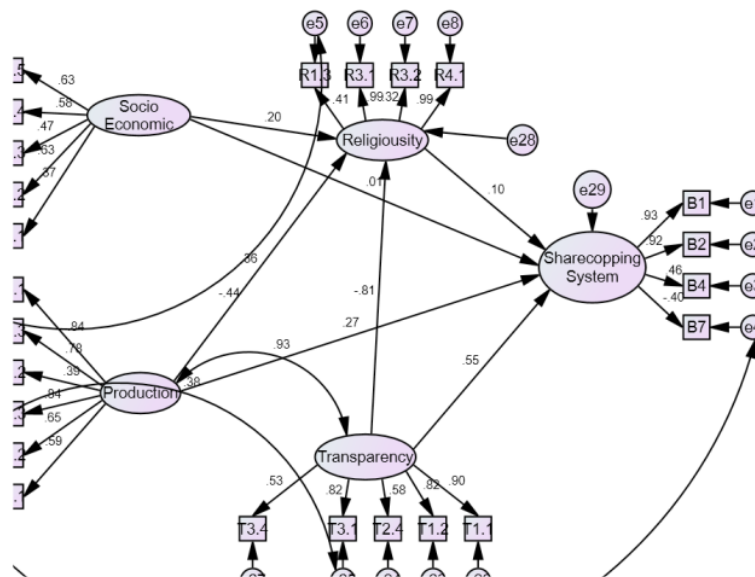 e5
e6
e7
e8
R1.3
R3.1
R3.2
R4.1
.41
.99
.32
.99
.63
.58
.47
.63
.37
Socio
Economic
.20
Religiousity
e28
.01
.10
e29
Sharecopping
System
.93
.92
.46
-.40
B1
B2
B4
B7
.36
-.44
-.81
.27
.55
.93
.38
.84
.78
.39
.84
.65
.59
Production
Transparency
.53
.82
.58
.82
.90
T3.4
T3.1
T2.4
T1.2
T1.1